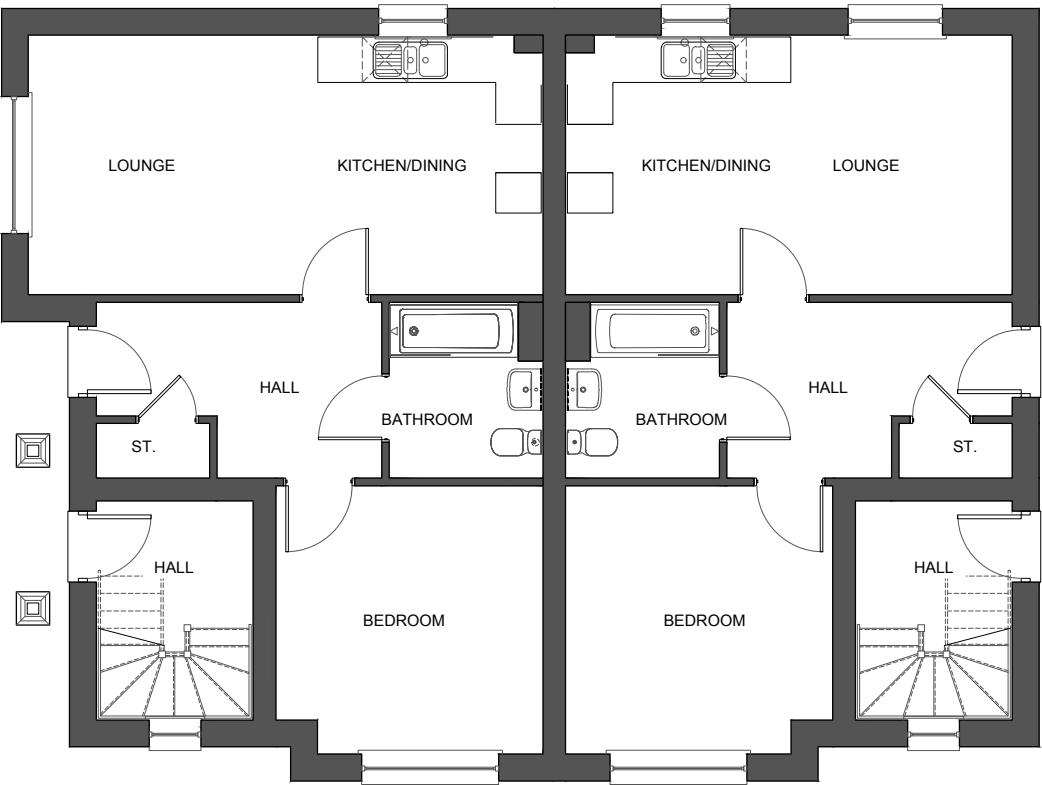 LOUNGE
KITCHEN/DINING
KITCHEN/DINING
LOUNGE
HALL
HALL
BATHROOM
BATHROOM
ST.
ST.
HALL
HALL
BEDROOM
BEDROOM